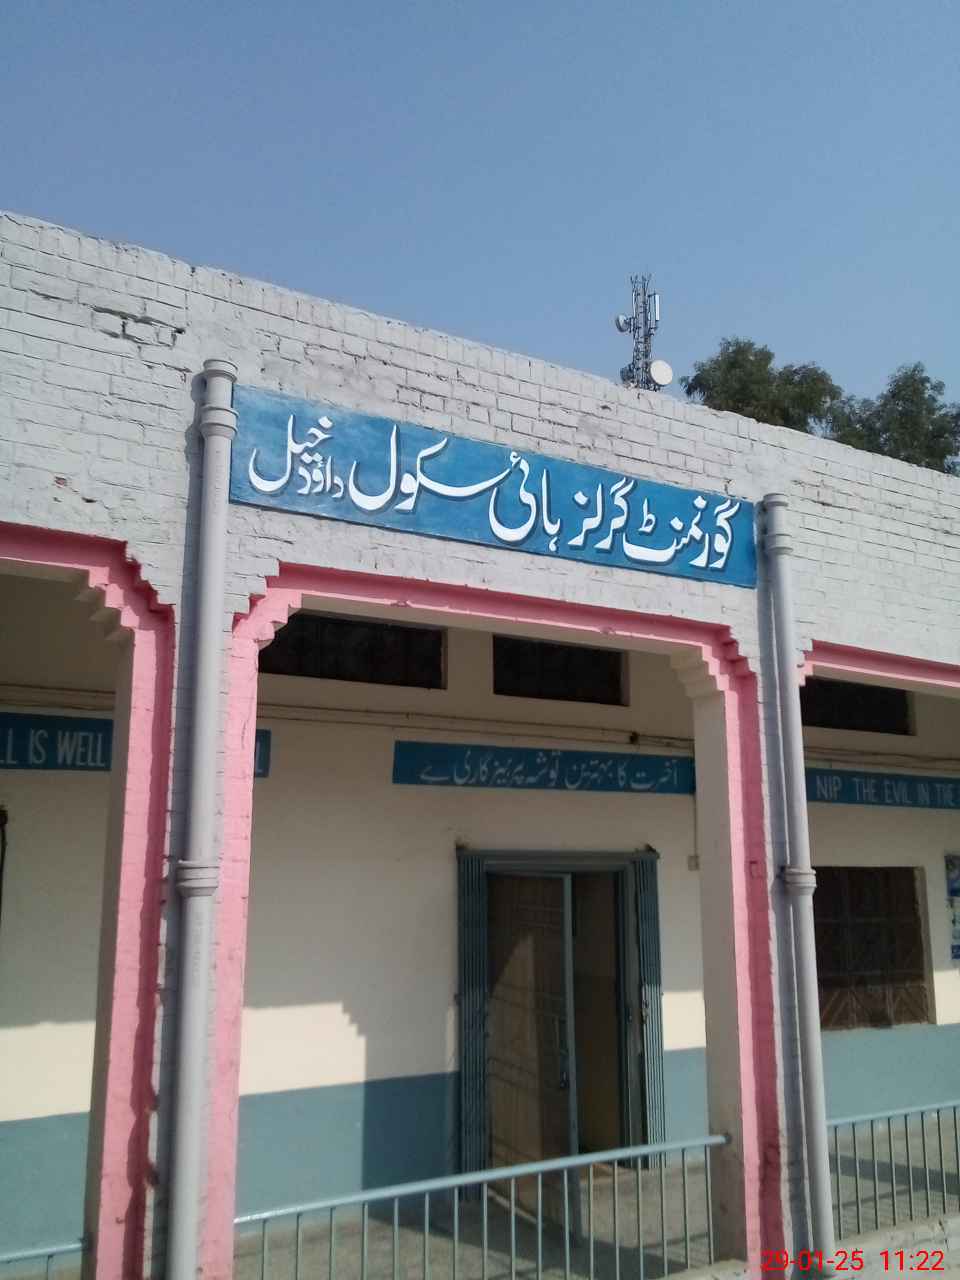 گورنمنٹ گرلز ہائی سکول داؤدخیل
LL IS WELL
L
آخرت کا بہترین توشہ پرہیزگاری ہے
NIP THE EVIL IN THE
29-01-25 11:22